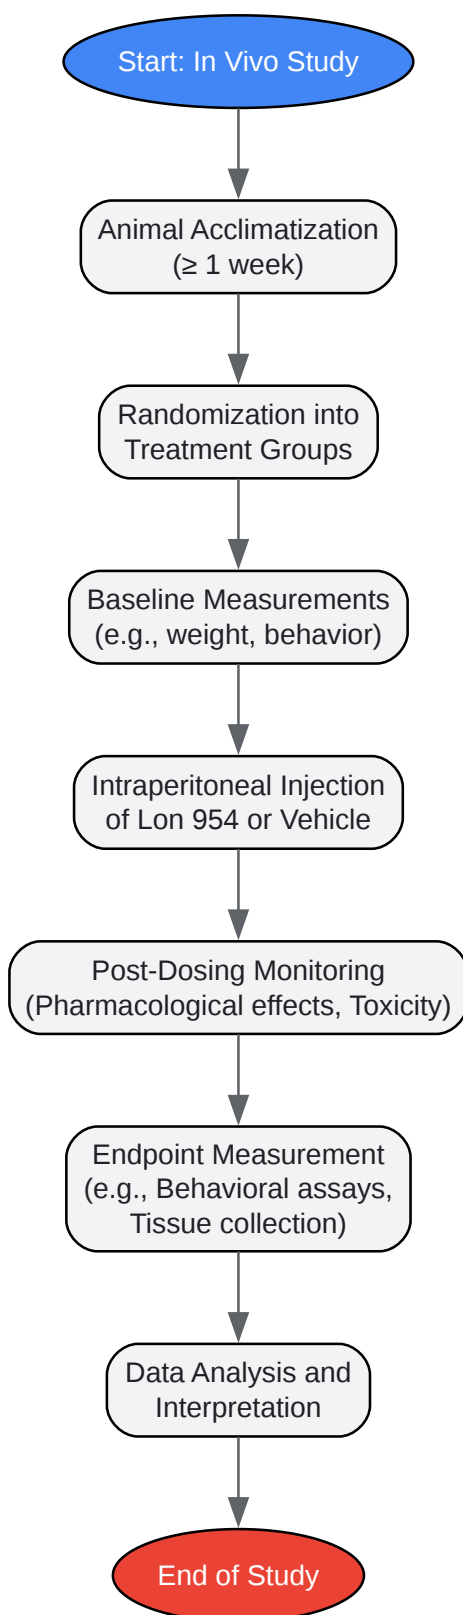 Start: In Vivo Study
Animal Acclimatization
(≥ 1 week)
Randomization into
Treatment Groups
Baseline Measurements
(e.g., weight, behavior)
Intraperitoneal Injection
of Lon 954 or Vehicle
Post-Dosing Monitoring
(Pharmacological effects, Toxicity)
Endpoint Measurement
(e.g., Behavioral assays,
Tissue collection)
Data Analysis and
Interpretation
End of Study